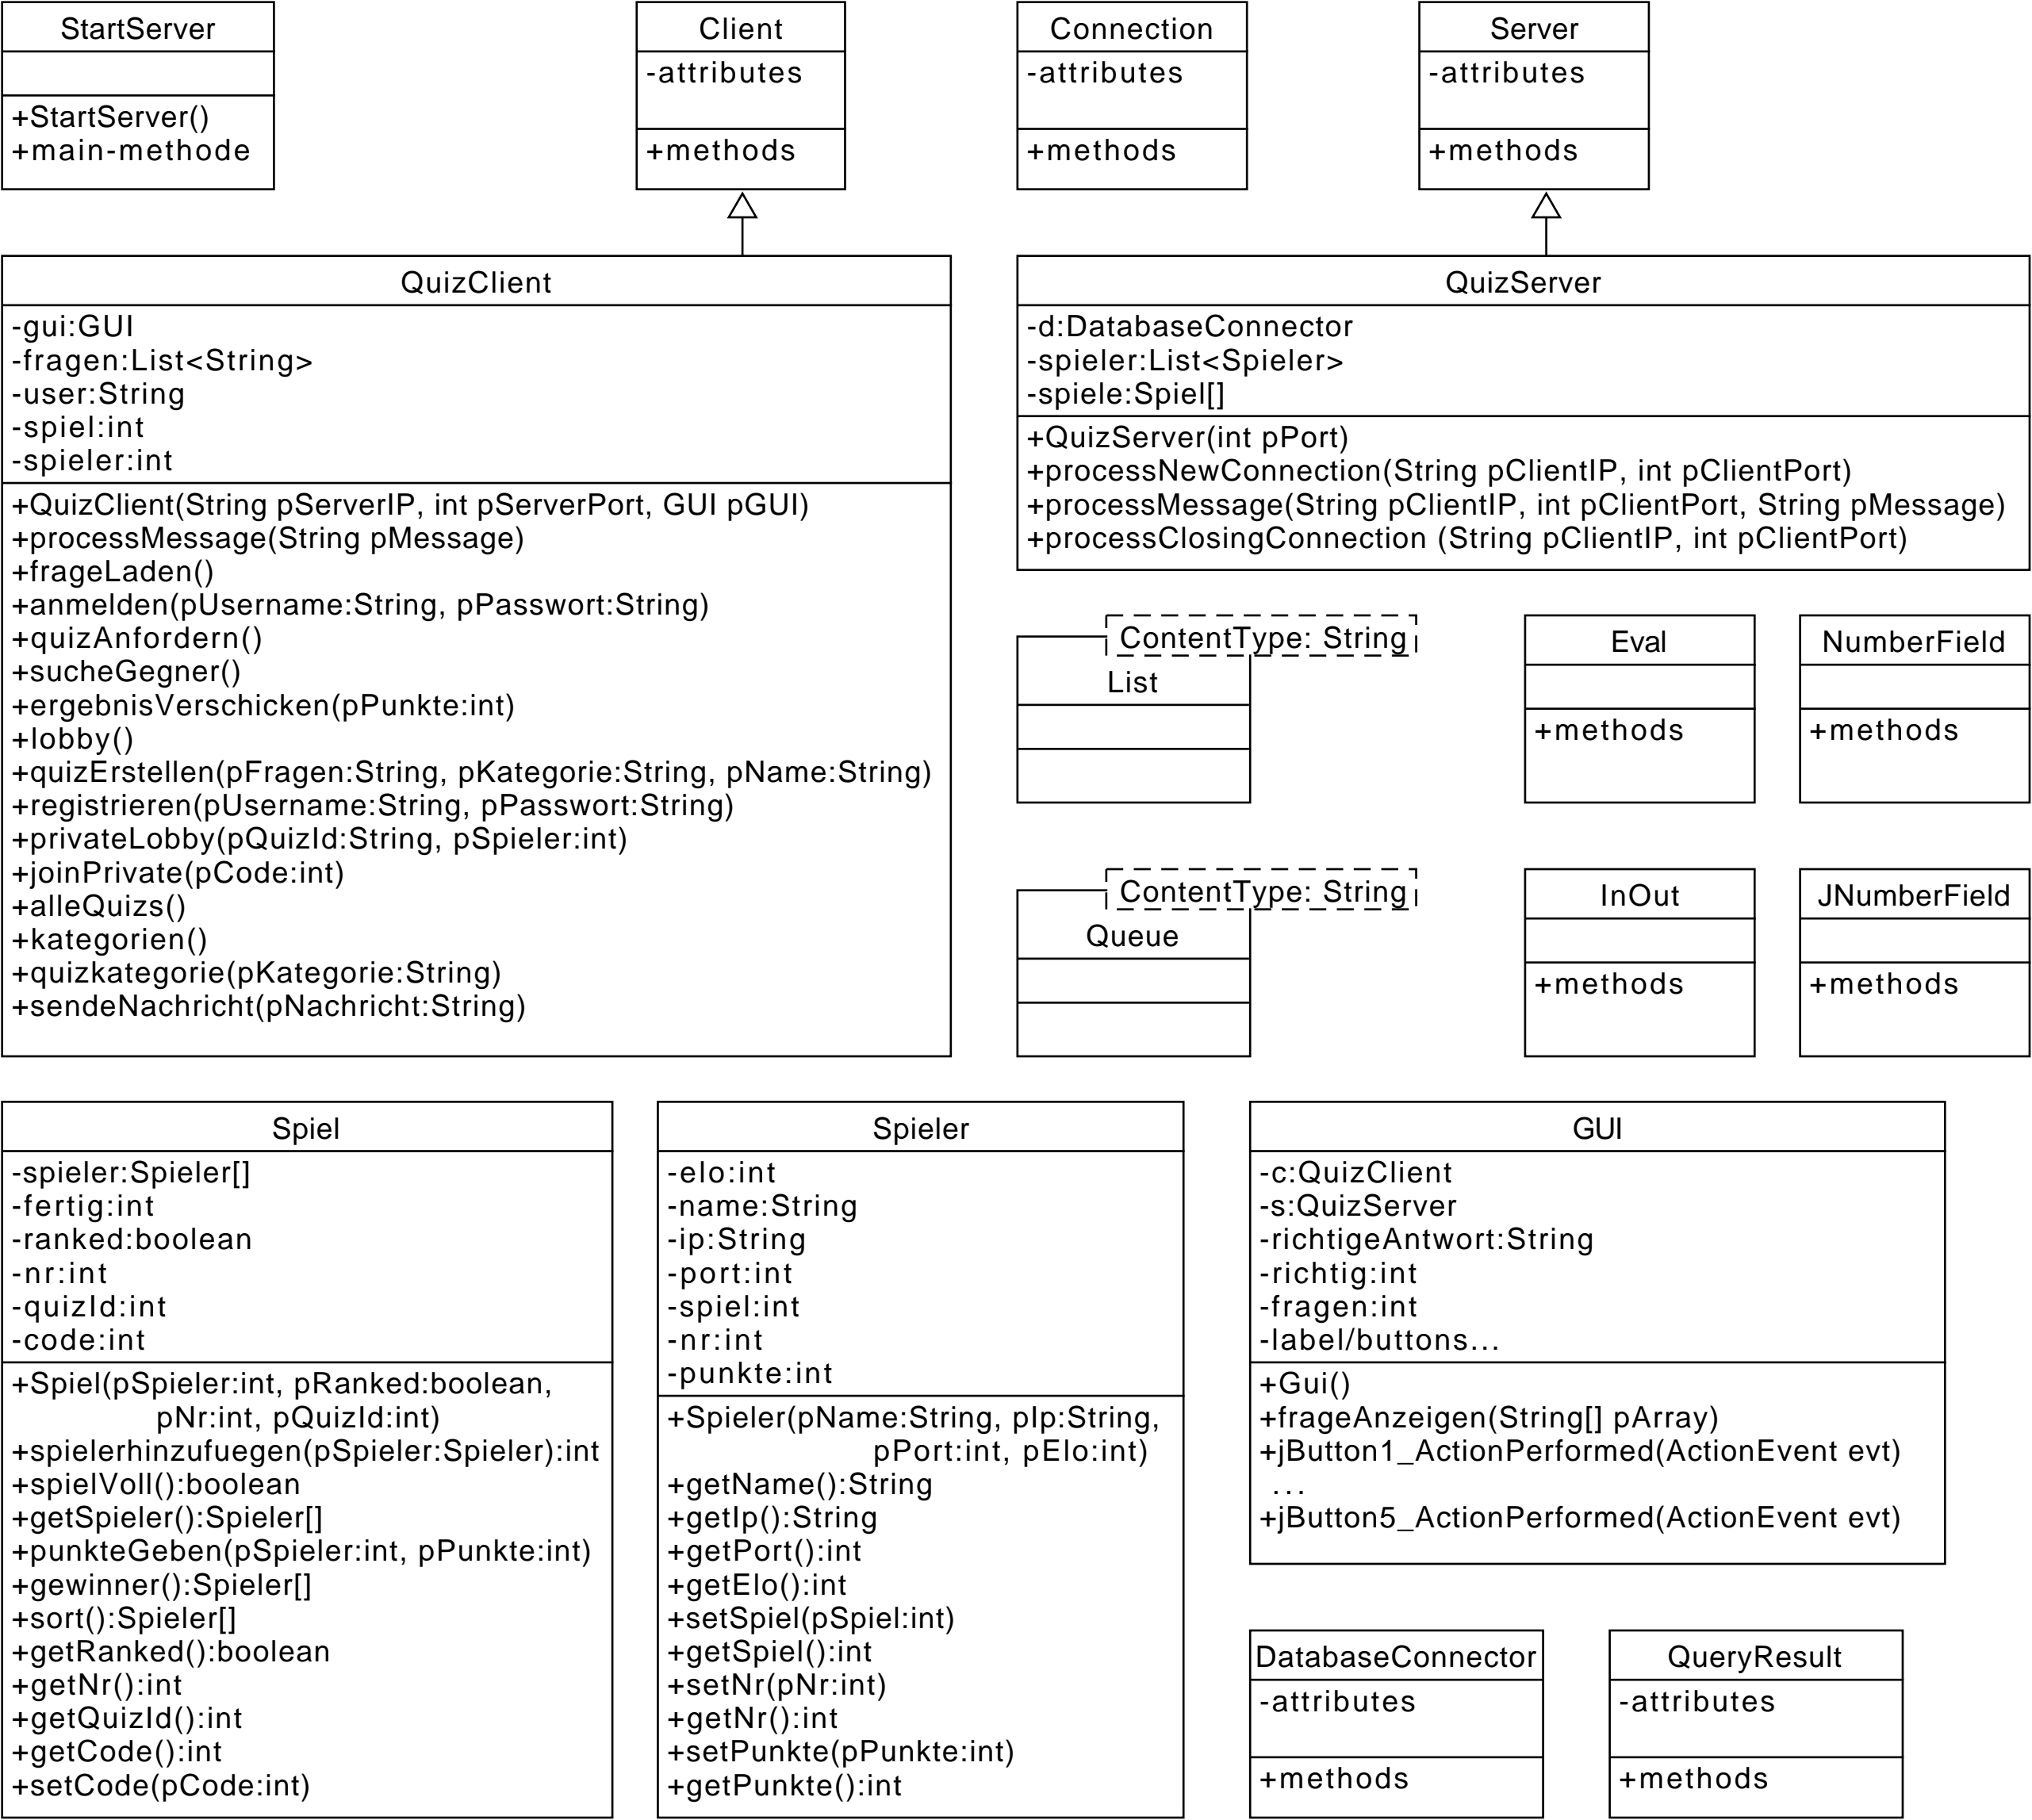 StartServer
+StartServer()
+main-methode
Client
-attributes
+methods
Connection
-attributes
+methods
Server
-attributes
+methods
QuizClient
-gui:GUI
-fragen:List<String>
-user:String
-spiel:int
-spieler:int
+QuizClient(String pServerIP, int pServerPort, GUI pGUI)
+processMessage(String pMessage)
+frageLaden()
+anmelden(pUsername:String, pPasswort:String)
+quizAnfordern()
+sucheGegner()
+ergebnisVerschicken(pPunkte:int)
+lobby()
+quizErstellen(pFragen:String, pKategorie:String, pName:String)
+registrieren(pUsername:String, pPasswort:String)
+privateLobby(pQuizId:String, pSpieler:int)
+joinPrivate(pCode:int)
+alleQuizs()
+kategorien()
+quizkategorie(pKategorie:String)
+sendeNachricht(pNachricht:String)
QuizServer
-d:DatabaseConnector
-spieler:List<Spieler>
-spiele:Spiel[]
+QuizServer(int pPort)
+processNewConnection(String pClientIP, int pClientPort)
+processMessage(String pClientIP, int pClientPort, String pMessage)
+processClosingConnection (String pClientIP, int pClientPort)
ContentType: String
List
Eval
+methods
NumberField
+methods
ContentType: String
Queue
InOut
+methods
JNumberField
+methods
Spiel
-spieler:Spieler[]
-fertig:int
-ranked:boolean
-nr:int
-quizId:int
-code:int
+Spiel(pSpieler:int, pRanked:boolean,
pNr:int, pQuizId:int)
+spielerhinzufuegen(pSpieler:Spieler):int
+spielVoll():boolean
+getSpieler():Spieler[]
+punkteGeben(pSpieler:int, pPunkte:int)
+gewinner():Spieler[]
+sort():Spieler[]
+getRanked():boolean
+getNr():int
+getQuizId():int
+getCode():int
+setCode(pCode:int)
Spieler
-elo:int
-name:String
-ip:String
-port:int
-spiel:int
-nr:int
-punkte:int
+Spieler(pName:String, pIp:String,
pPort:int, pElo:int)
+getName():String
+getIp():String
+getPort():int
+getElo():int
+setSpiel(pSpiel:int)
+getSpiel():int
+setNr(pNr:int)
+getNr():int
+setPunkte(pPunkte:int)
+getPunkte():int
GUI
-c:QuizClient
-s:QuizServer
-richtigeAntwort:String
-richtig:int
-fragen:int
-label/buttons...
+Gui()
+frageAnzeigen(String[] pArray)
+jButton1_ActionPerformed(ActionEvent evt)
...
+jButton5_ActionPerformed(ActionEvent evt)
DatabaseConnector
-attributes
+methods
QueryResult
-attributes
+methods